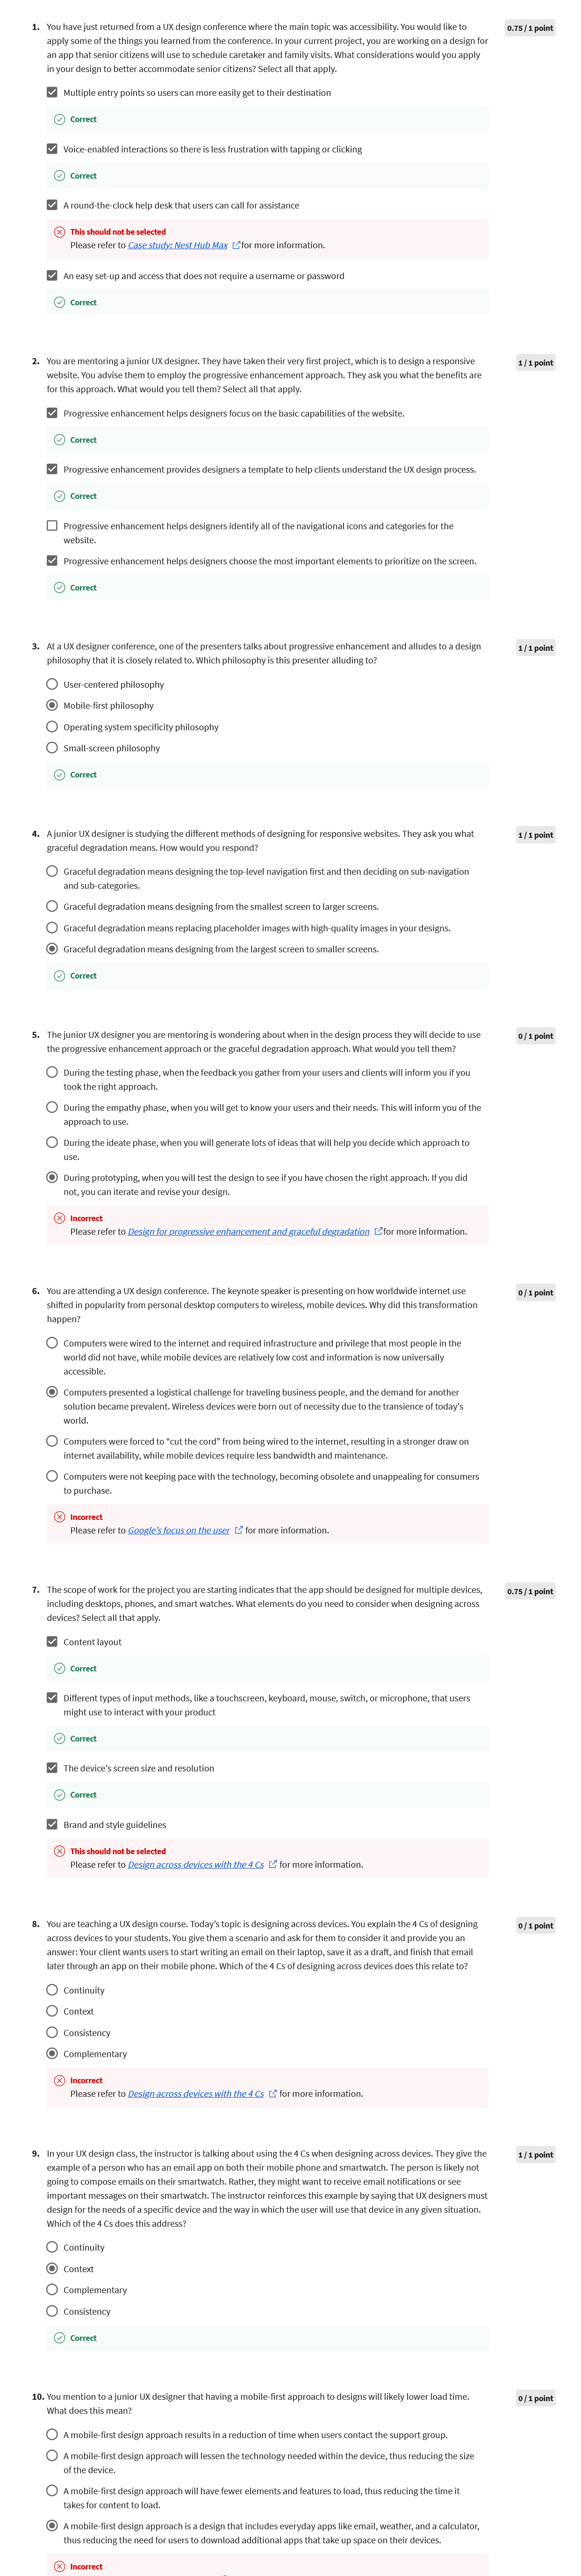 1. You have just returned from a UX design conference where the main topic was accessibility. You would like to
0.75 / 1 point
apply some of the things you learned from the conference. In your current project, you are working on a design for
an app that senior citizens will use to schedule caretaker and family visits. What considerations would you apply
in your design to better accommodate senior citizens? Select all that apply.
Multiple entry points so users can more easily get to their destination
Correct
Voice-enabled interactions so there is less frustration with tapping or clicking
Correct
A round-the-clock help desk that users can call for assistance
This should not be selected
Please refer to Case study: Nest Hub Max for more information.
An easy set-up and access that does not require a username or password
Correct
2. You are mentoring a junior UX designer. They have taken their very first project, which is to design a responsive
1 / 1 point
website. You advise them to employ the progressive enhancement approach. They ask you what the benefits are
for this approach. What would you tell them? Select all that apply.
Progressive enhancement helps designers focus on the basic capabilities of the website.
Correct
Progressive enhancement provides designers a template to help clients understand the UX design process.
Correct
Progressive enhancement helps designers identify all of the navigational icons and categories for the
website.
Progressive enhancement helps designers choose the most important elements to prioritize on the screen.
Correct
3. At a UX designer conference, one of the presenters talks about progressive enhancement and alludes to a design
1 / 1 point
philosophy that it is closely related to. Which philosophy is this presenter alluding to?
User-centered philosophy
Mobile-first philosophy
Operating system specificity philosophy
Small-screen philosophy
Correct
4. A junior UX designer is studying the different methods of designing for responsive websites. They ask you what
1 / 1 point
graceful degradation means. How would you respond?
Graceful degradation means designing the top-level navigation first and then deciding on sub-navigation
and sub-categories.
Graceful degradation means designing from the smallest screen to larger screens.
Graceful degradation means replacing placeholder images with high-quality images in your designs.
Graceful degradation means designing from the largest screen to smaller screens.
Correct
5. The junior UX designer you are mentoring is wondering about when in the design process they will decide to use
0 / 1 point
the progressive enhancement approach or the graceful degradation approach. What would you tell them?
During the testing phase, when the feedback you gather from your users and clients will inform you if you
took the right approach.
During the empathy phase, when you will get to know your users and their needs. This will inform you of the
approach to use.
During the ideate phase, when you will generate lots of ideas that will help you decide which approach to
use.
During prototyping, when you will test the design to see if you have chosen the right approach. If you did
not, you can iterate and revise your design.
Incorrect
Please refer to Design for progressive enhancement and graceful degradation for more information.
6. You are attending a UX design conference. The keynote speaker is presenting on how worldwide internet use
0 / 1 point
shifted in popularity from personal desktop computers to wireless, mobile devices. Why did this transformation
happen?
Computers were wired to the internet and required infrastructure and privilege that most people in the
world did not have, while mobile devices are relatively low cost and information is now universally
accessible.
Computers presented a logistical challenge for traveling business people, and the demand for another
solution became prevalent. Wireless devices were born out of necessity due to the transience of today's
world.
Computers were forced to “cut the cord” from being wired to the internet, resulting in a stronger draw on
internet availability, while mobile devices require less bandwidth and maintenance.
Computers were not keeping pace with the technology, becoming obsolete and unappealing for consumers
to purchase.
Incorrect
Please refer to Google's focus on the user for more information.
7. The scope of work for the project you are starting indicates that the app should be designed for multiple devices,
0.75 / 1 point
including desktops, phones, and smart watches. What elements do you need to consider when designing across
devices? Select all that apply.
Content layout
Correct
Different types of input methods, like a touchscreen, keyboard, mouse, switch, or microphone, that users
might use to interact with your product
Correct
The device's screen size and resolution
Correct
Brand and style guidelines
This should not be selected
Please refer to Design across devices with the 4 Cs for more information.
8. You are teaching a UX design course. Today's topic is designing across devices. You explain the 4 Cs of designing
0 / 1 point
across devices to your students. You give them a scenario and ask for them to consider it and provide you an
answer: Your client wants users to start writing an email on their laptop, save it as a draft, and finish that email
later through an app on their mobile phone. Which of the 4 Cs of designing across devices does this relate to?
Continuity
Context
Consistency
Complementary
Incorrect
Please refer to Design across devices with the 4 Cs for more information.
9. In your UX design class, the instructor is talking about using the 4 Cs when designing across devices. They give the
1 / 1 point
example of a person who has an email app on both their mobile phone and smartwatch. The person is likely not
going to compose emails on their smartwatch. Rather, they might want to receive email notifications or see
important messages on their smartwatch. The instructor reinforces this example by saying that UX designers must
design for the needs of a specific device and the way in which the user will use that device in any given situation.
Which of the 4 Cs does this address?
Continuity
Context
Complementary
Consistency
Correct
10. You mention to a junior UX designer that having a mobile-first approach to designs will likely lower load time.
0 / 1 point
What does this mean?
A mobile-first design approach results in a reduction of time when users contact the support group.
A mobile-first design approach will lessen the technology needed within the device, thus reducing the size
of the device.
A mobile-first design approach will have fewer elements and features to load, thus reducing the time it
takes for content to load.
A mobile-first design approach is a design that includes everyday apps like email, weather, and a calculator,
thus reducing the need for users to download additional apps that take up space on their devices.
Incorrect